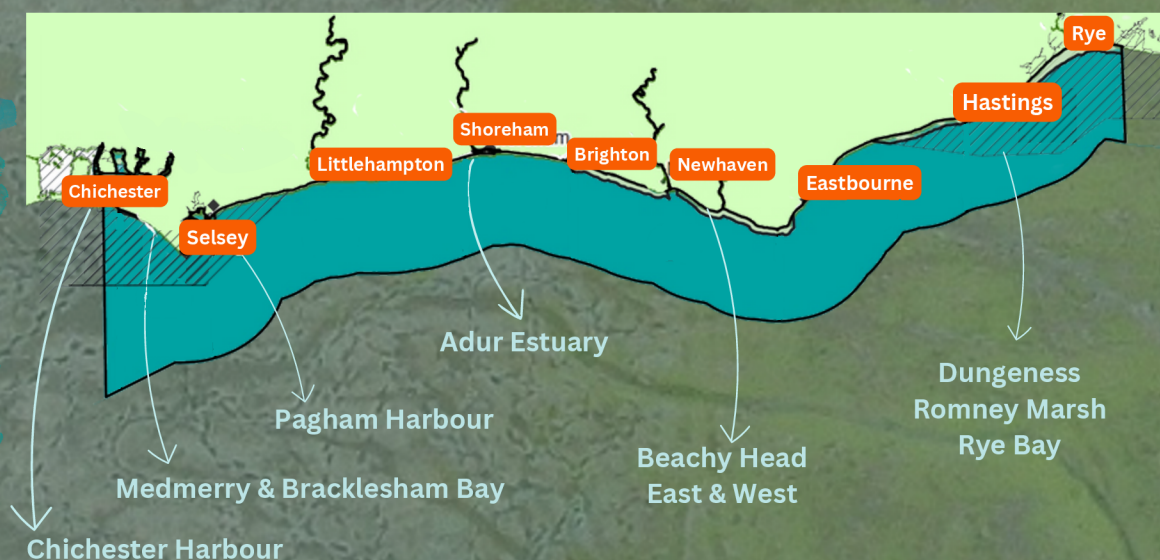 Rye
Hastings
Shoreham
m
Brighton
Littlehampton
Newhaven
Eastbourne
Chichester
Selsey
Adur Estuary
Dungeness
Romney Marsh
Rye Bay
Pagham Harbour
Beachy Head
East & West
Medmerry & Bracklesham Bay
Chichester Harbour